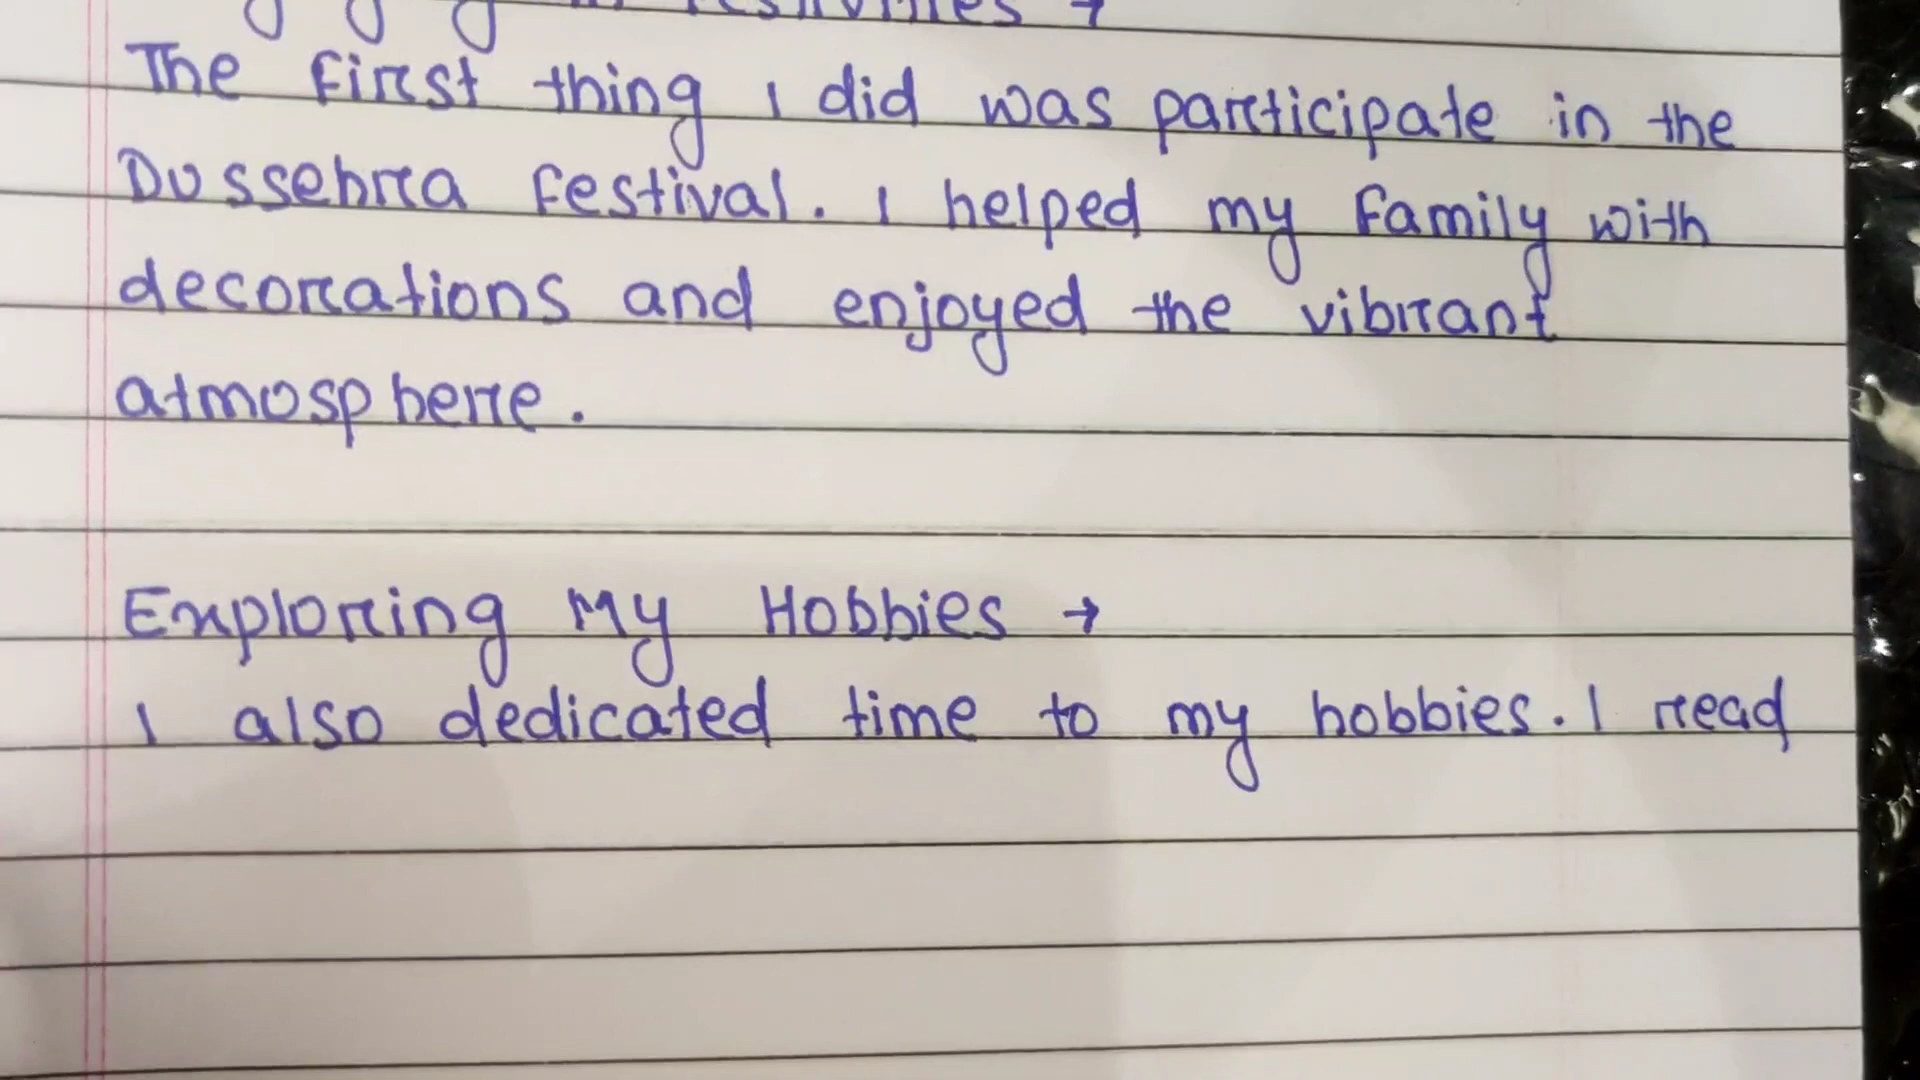 festivities →
The first thing I did was participate in the
Dussehra festival. I helped my family with
decorations and enjoyed the vibrant
atmosphere.
Exploring My Hobbies →
I also dedicated time to my hobbies. I read